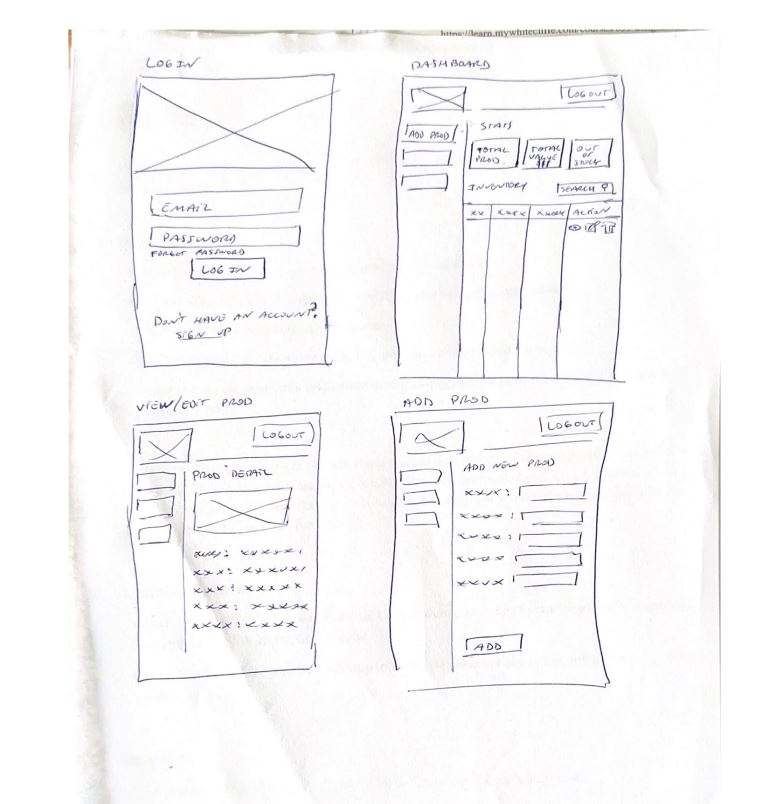 https://learn.mywhitecliffe.com/courses
LOGIN
EMAIL
PASSWORD
FORGOT PASSWORD
LOG IN
DON'T HAVE AN ACCOUNT?
SIGN UP
DASHBOARD
LOGOUT
ADD PROD
STATS
TOTAL
PROD.
TOTAL
VALUE
OUT
OF
STOCK
INVENTORY
SEARCH
XX XXXX XXXXX ACTION
VIEW/EDIT PROD
LOGOUT
PROD DETAIL
xxx: xxxxx,
xxx: xxxxxx,
xxx: xxxxx
xxx: xxxxx
xxxx: xxxx
ADD PROD
LOGOUT
ADD NEW PROD
xxxx:
xxxx:
xxxx:
xxxx
xxxx
ADD